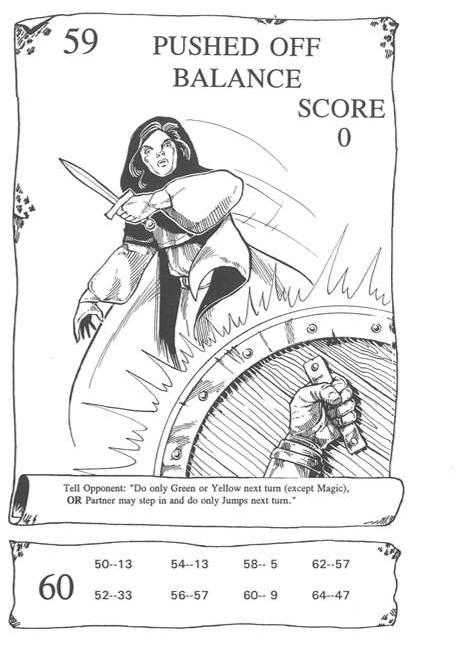 59
PUSHED OFF
BALANCE
SCORE
0
Tell Opponent: "Do only Green or Yellow next turn (except Magic),
OR Partner may step in and do only Jumps next turn."
60
50--13 54--13 58-- 5 62--57
52--33 56--57 60-- 9 64--47